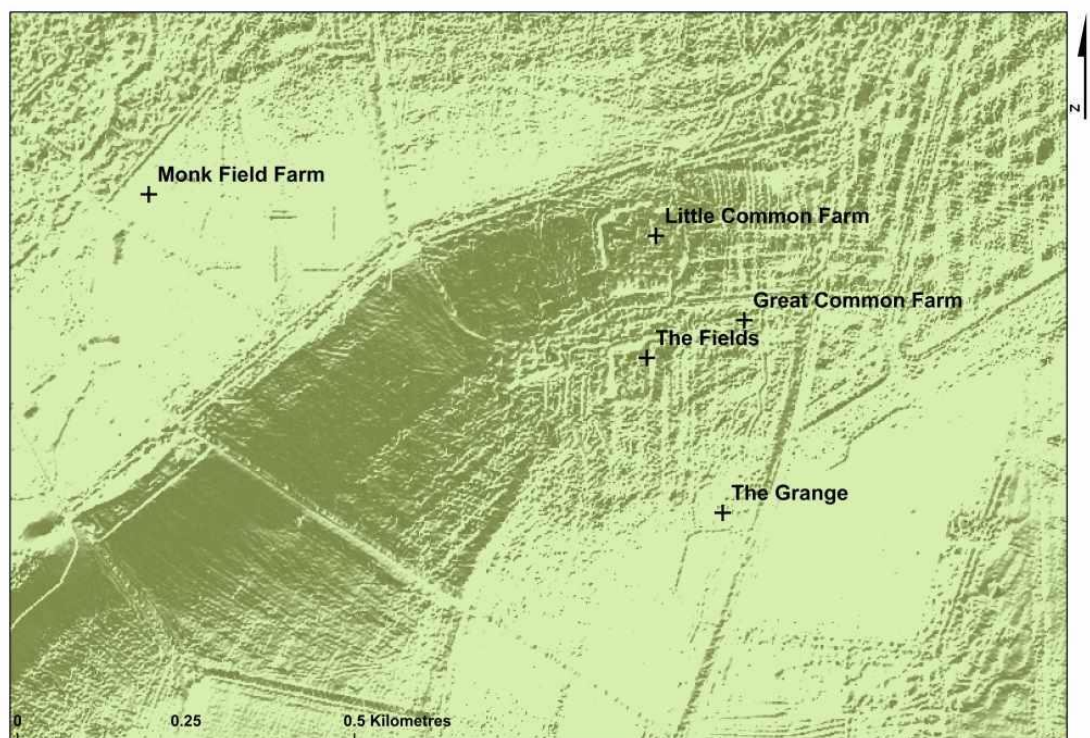 Z
Monk Field Farm
Little Common Farm
Great Common Farm
The Fields
The Grange
0 0.25 0.5 Kilometres